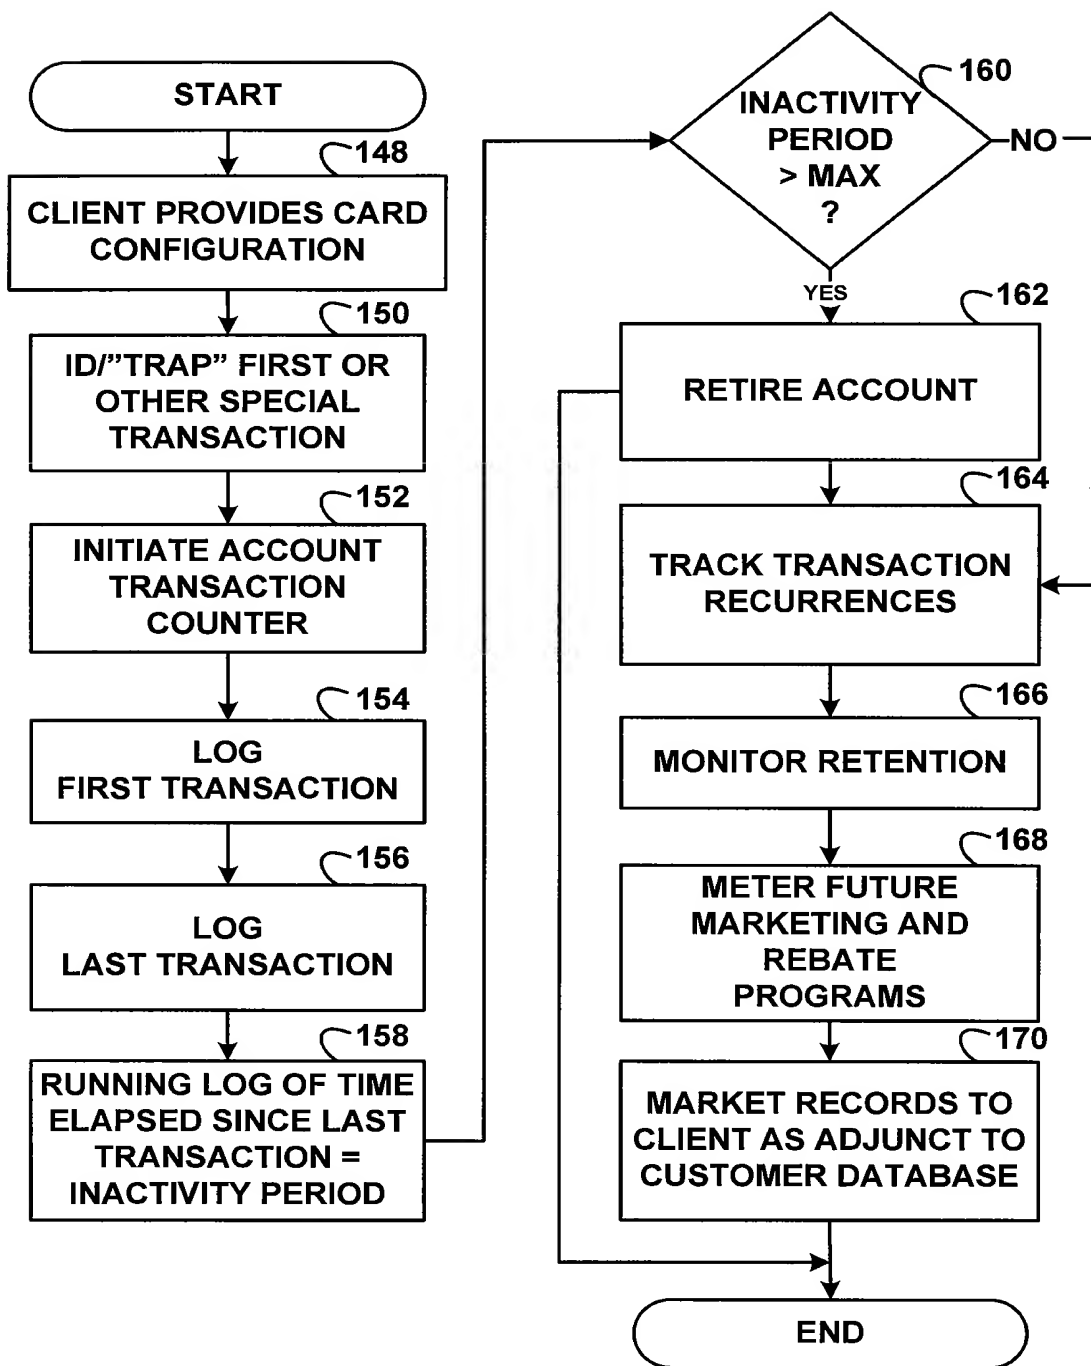 START
148
CLIENT PROVIDES CARD
CONFIGURATION
150
ID/”TRAP” FIRST OR
OTHER SPECIAL
TRANSACTION
152
INITIATE ACCOUNT
TRANSACTION
COUNTER
154
LOG
FIRST TRANSACTION
156
LOG
LAST TRANSACTION
158
RUNNING LOG OF TIME
ELAPSED SINCE LAST
TRANSACTION =
INACTIVITY PERIOD
160
INACTIVITY
PERIOD
> MAX
?
NO
YES
162
RETIRE ACCOUNT
164
TRACK TRANSACTION
RECURRENCES
166
MONITOR RETENTION
168
METER FUTURE
MARKETING AND
REBATE
PROGRAMS
170
MARKET RECORDS TO
CLIENT AS ADJUNCT TO
CUSTOMER DATABASE
END